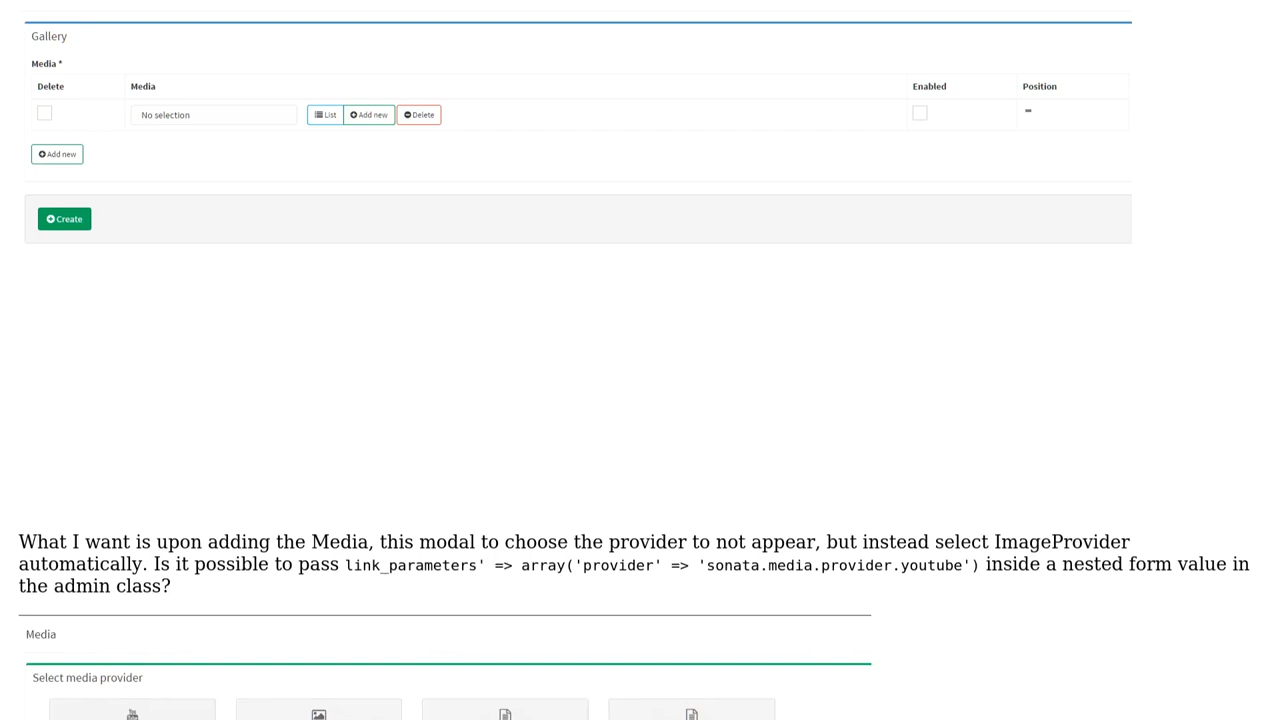 Gallery
Media *
Delete Media Enabled Position
No selection List Add new Delete
Add new
Create
What I want is upon adding the Media, this modal to choose the provider to not appear, but instead select ImageProvider
automatically. Is it possible to pass link_parameters' => array('provider' => 'sonata.media.provider.youtube') inside a nested form value in
the admin class?
Media
Select media provider